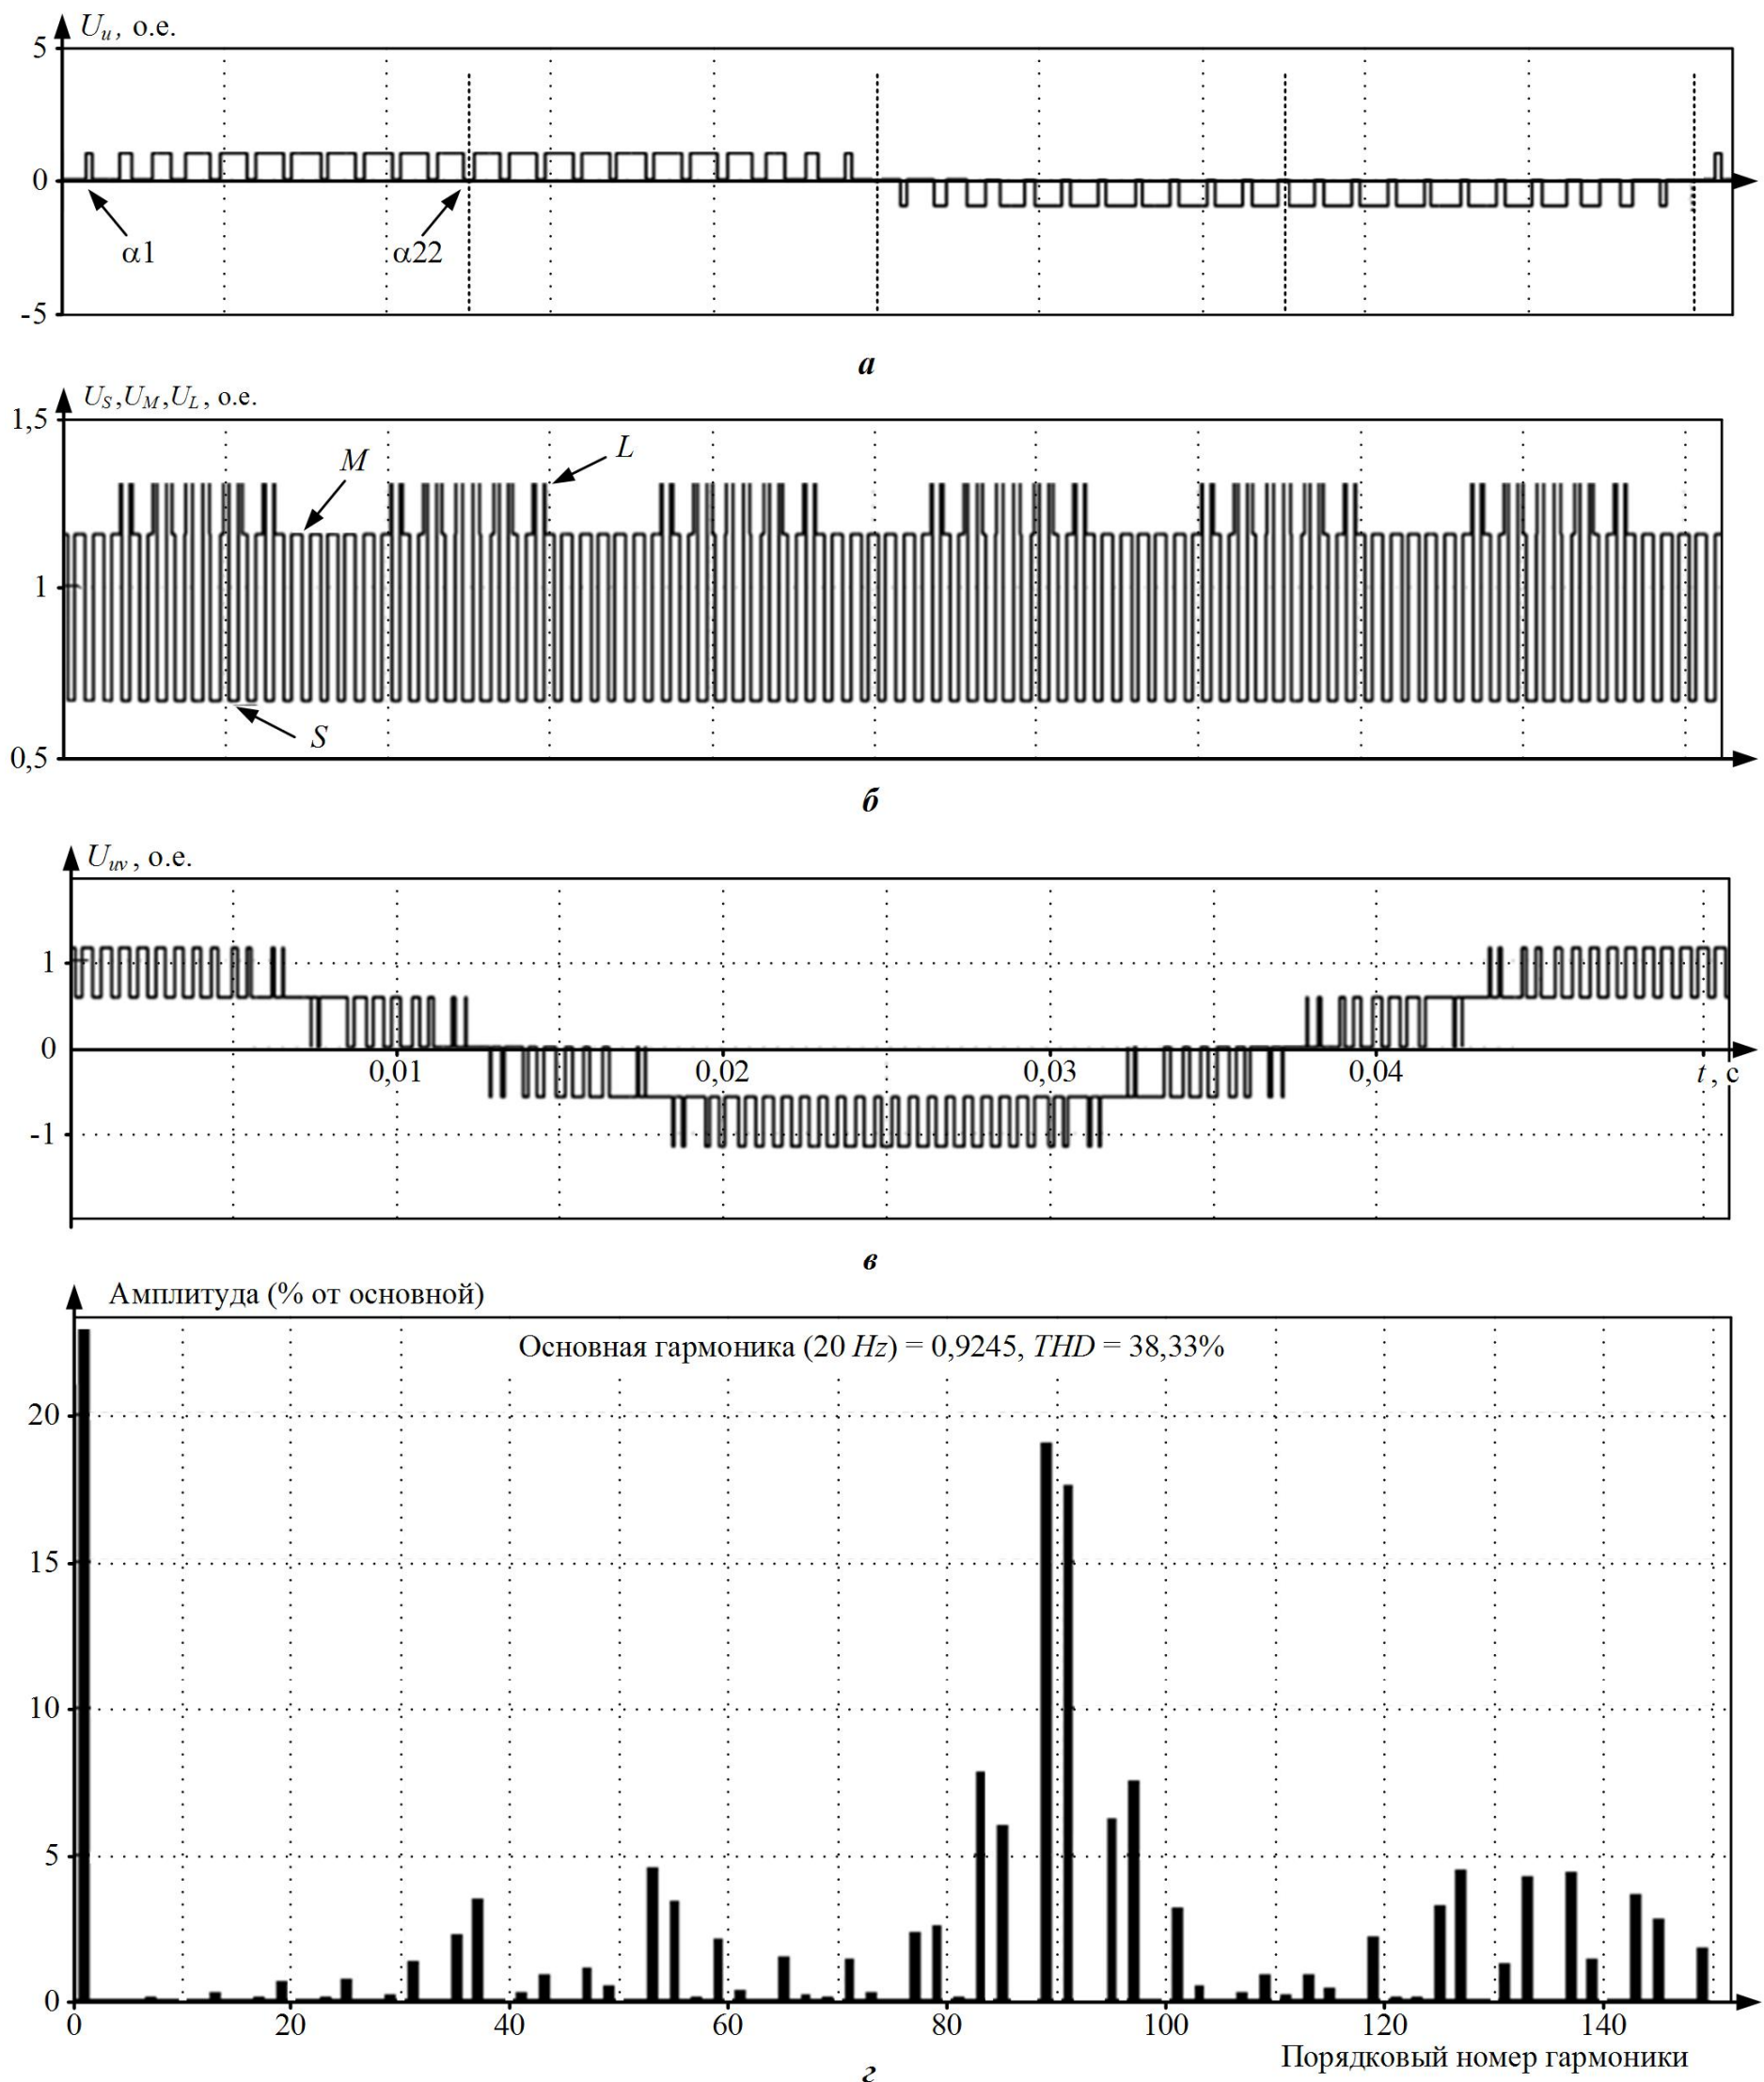 U_u, о.е.
5
0
-5
α1
α22
а
U_S, U_M, U_L, о.е.
1,5
1
0,5
M
L
S
б
U_uv, о.е.
1
0
-1
0,01
0,02
0,03
0,04
t, с
в
Амплитуда (% от основной)
Основная гармоника (20 Hz) = 0,9245, THD = 38,33%
20
15
10
5
0
0 20 40 60 80 100 120 140
Порядковый номер гармоники
г